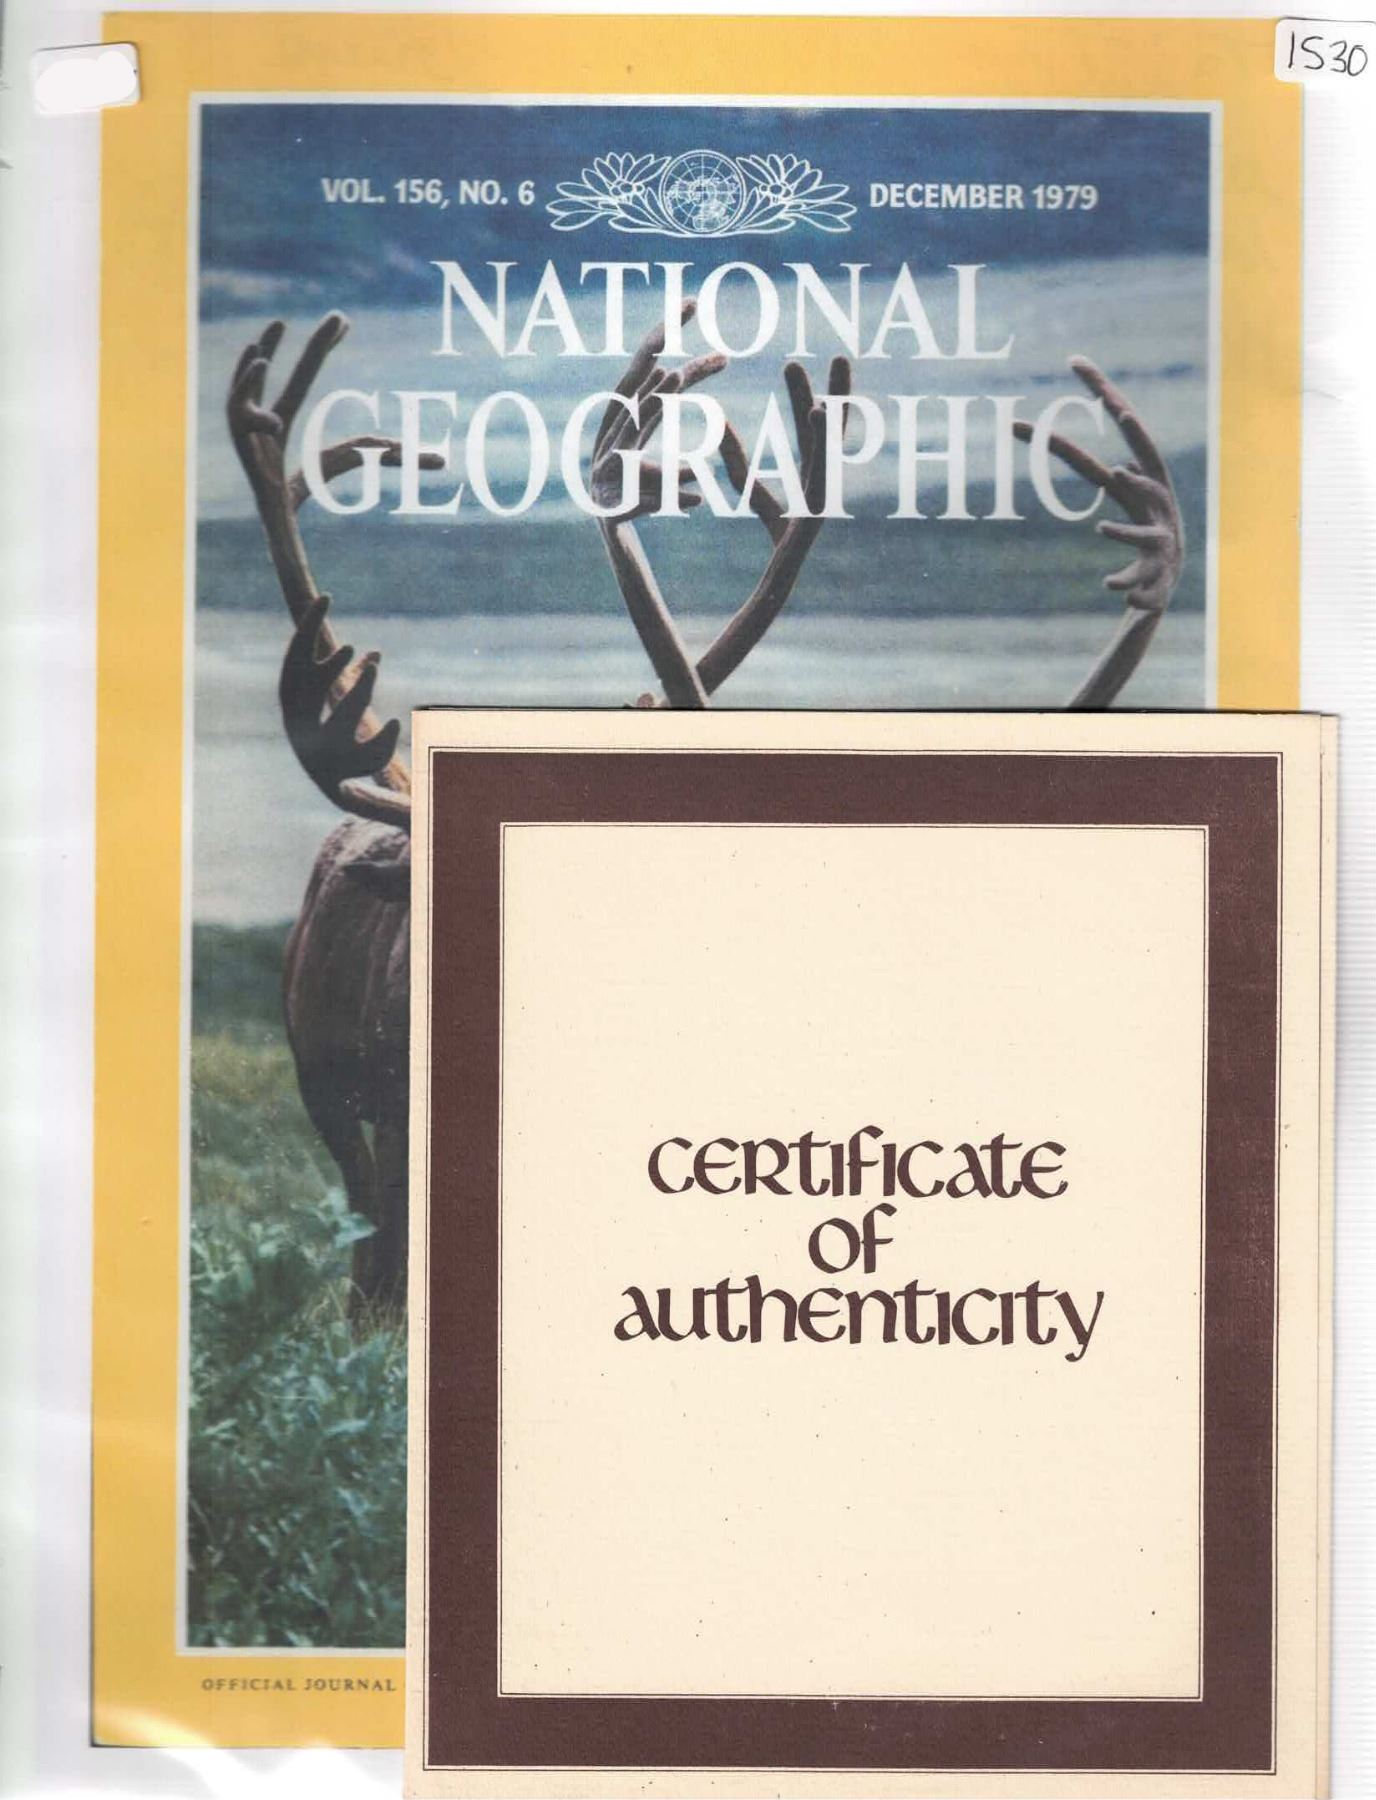 1530
VOL. 156, NO. 6 DECEMBER 1979
NATIONAL
GEOGRAPHIC
certificate
of
authenticity
OFFICIAL JOURNAL